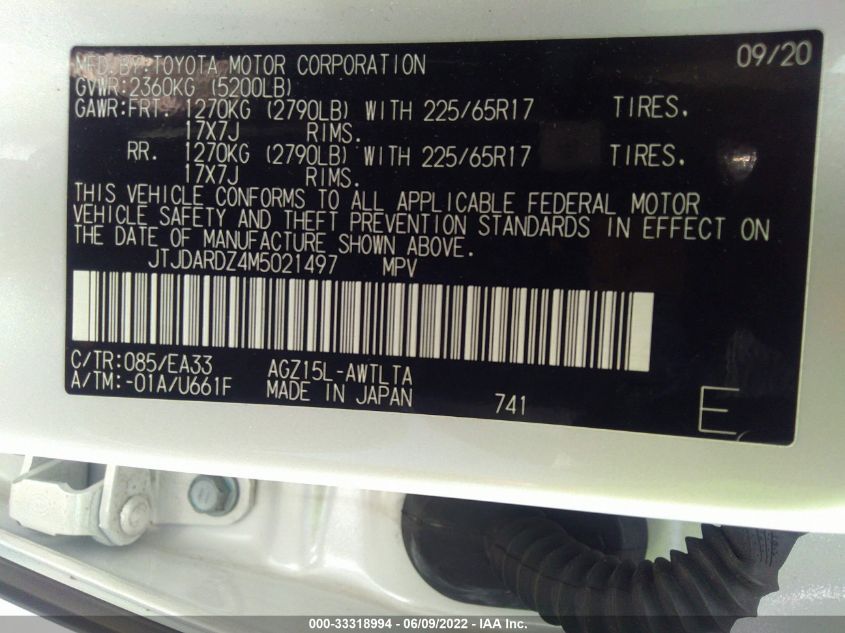 MFD. BY: TOYOTA MOTOR CORPORATION 09/20
GVWR: 2360KG (5200LB)
GAWR: FRT. 1270KG (2790LB) WITH 225/65R17 TIRES.
17X7J RIMS.
RR. 1270KG (2790LB) WITH 225/65R17 TIRES.
17X7J RIMS.
THIS VEHICLE CONFORMS TO ALL APPLICABLE FEDERAL MOTOR
VEHICLE SAFETY AND THEFT PREVENTION STANDARDS IN EFFECT ON
THE DATE OF MANUFACTURE SHOWN ABOVE.
JTJDARDZ4M5021497 MPV
C/TR: 085/EA33 AGZ15L-AWTLTA
A/TM: -01A/U661F MADE IN JAPAN 741 E
000-33318994 - 06/09/2022 - IAA Inc.